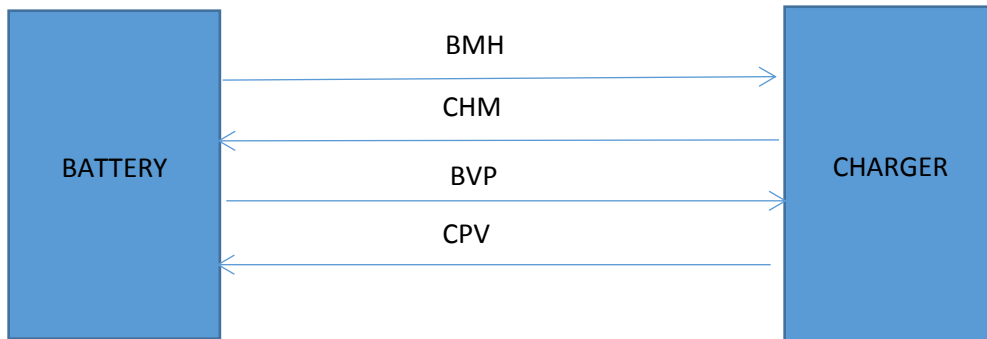 BMH
CHM
BATTERY
CHARGER
BVP
CPV